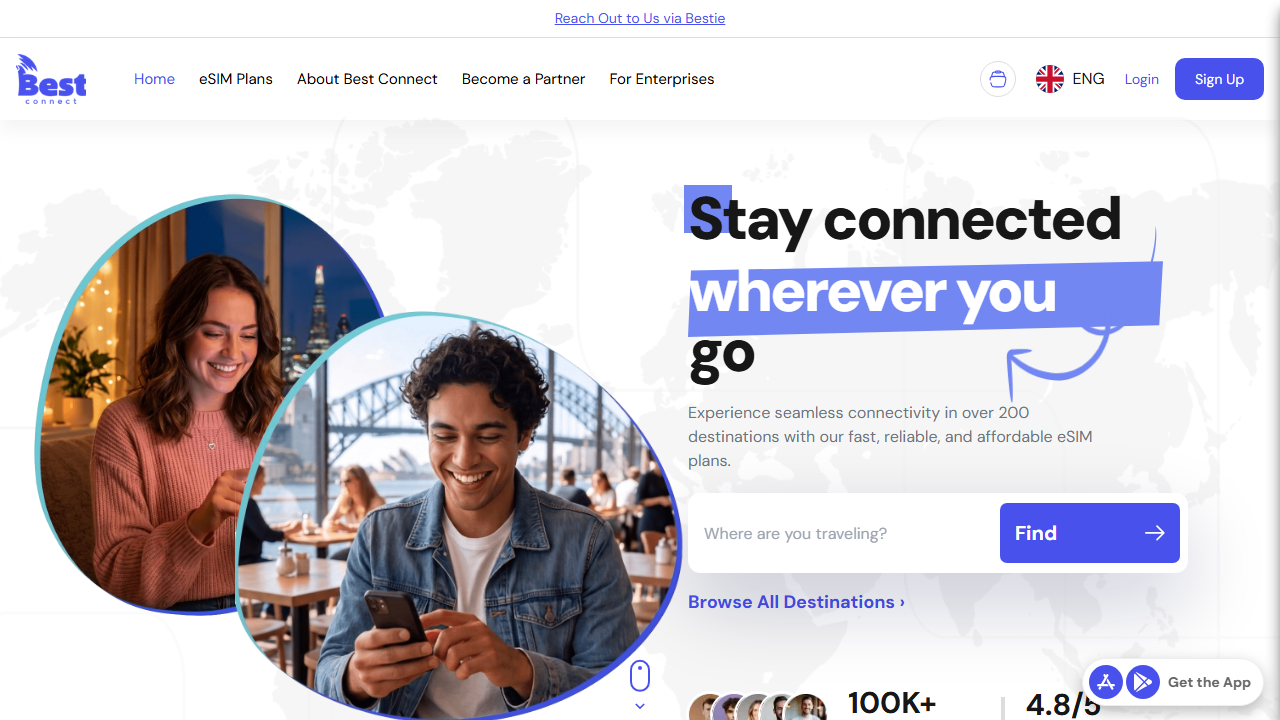 Reach Out to Us via Bestie
Best
connect
Home
eSIM Plans
About Best Connect
Become a Partner
For Enterprises
ENG
Login
Sign Up
Stay connected
wherever you
go
Experience seamless connectivity in over 200
destinations with our fast, reliable, and affordable eSIM
plans.
Where are you traveling?
Find
Browse All Destinations ›
100K+
4.8/5
Get the App